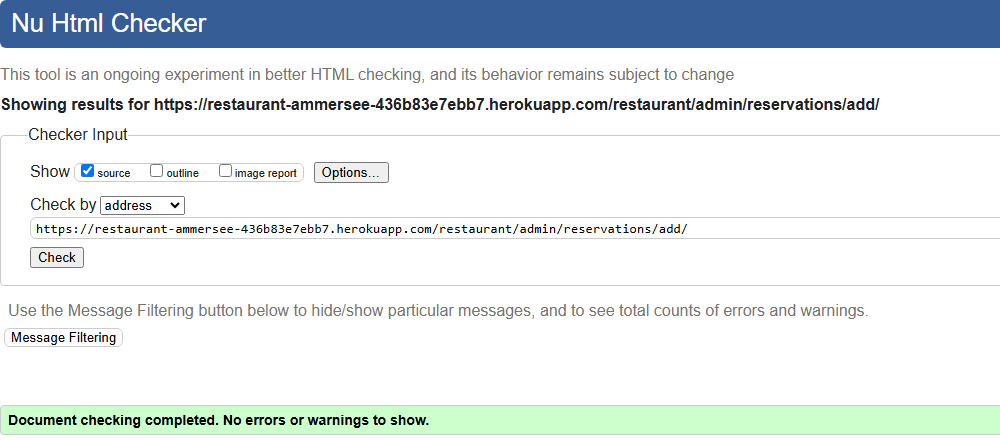 Nu Html Checker
This tool is an ongoing experiment in better HTML checking, and its behavior remains subject to change
Showing results for https://restaurant-ammersee-436b83e7ebb7.herokuapp.com/restaurant/admin/reservations/add/
Checker Input
Show source outline image report Options...
Check by address
https://restaurant-ammersee-436b83e7ebb7.herokuapp.com/restaurant/admin/reservations/add/
Check
Use the Message Filtering button below to hide/show particular messages, and to see total counts of errors and warnings.
Message Filtering
Document checking completed. No errors or warnings to show.